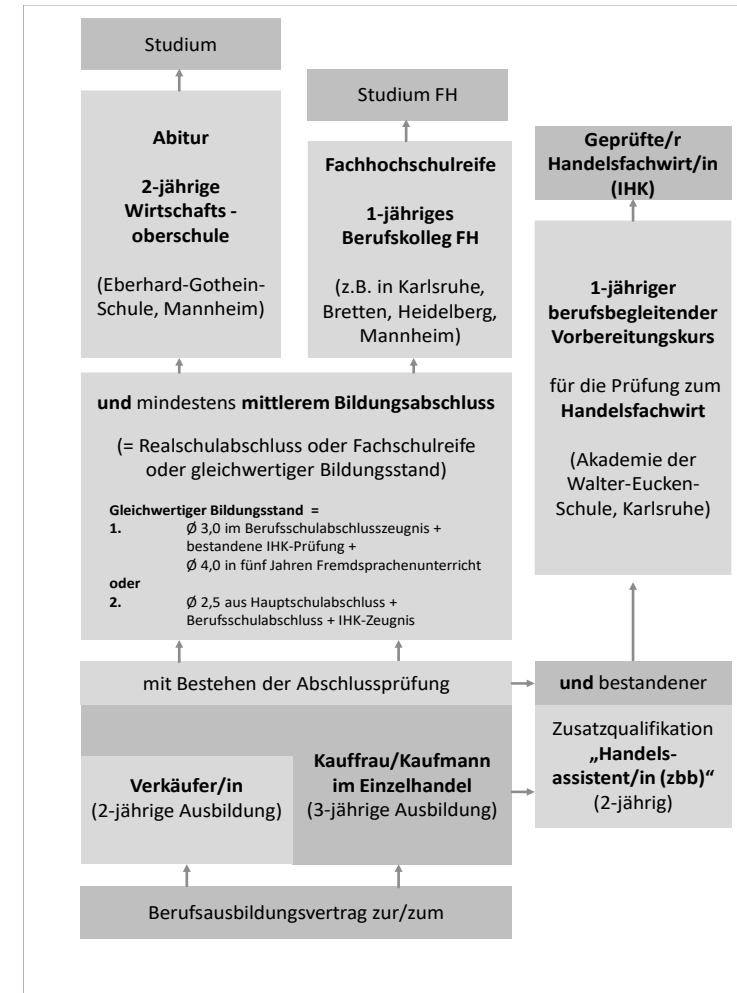 Studium
Abitur
2-jährige
Wirtschafts -
oberschule
(Eberhard-Gothein-
Schule, Mannheim)
Studium FH
Fachhochschulreife
1-jähriges
Berufskolleg FH
(z.B. in Karlsruhe,
Bretten, Heidelberg,
Mannheim)
Geprüfte/r
Handelsfachwirt/in
(IHK)
1-jähriger
berufsbegleitender
Vorbereitungskurs
für die Prüfung zum
Handelsfachwirt
(Akademie der
Walter-Eucken-
Schule, Karlsruhe)
und mindestens mittlerem Bildungsabschluss
(= Realschulabschluss oder Fachschulreife
oder gleichwertiger Bildungsstand)
Gleichwertiger Bildungsstand =
1. Ø 3,0 im Berufsschulabschlusszeugnis +
bestandene IHK-Prüfung +
Ø 4,0 in fünf Jahren Fremdsprachenunterricht
oder
2. Ø 2,5 aus Hauptschulabschluss +
Berufsschulabschluss + IHK-Zeugnis
mit Bestehen der Abschlussprüfung
und bestandener
Zusatzqualifikation
„Handels-
assistent/in (zbb)“
(2-jährig)
Verkäufer/in
(2-jährige Ausbildung)
Kauffrau/Kaufmann
im Einzelhandel
(3-jährige Ausbildung)
Berufsausbildungsvertrag zur/zum